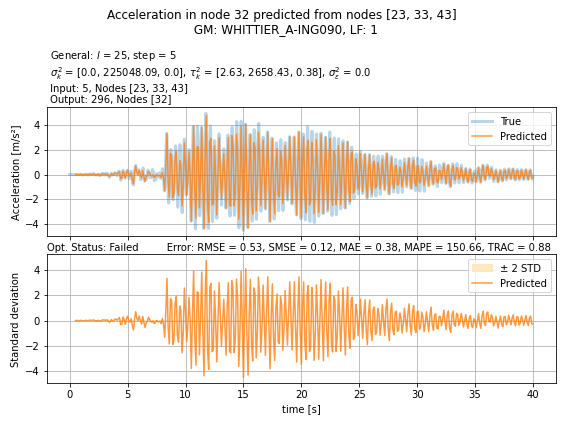 Acceleration in node 32 predicted from nodes [23, 33, 43]
GM: WHITTIER_A-ING090, LF: 1
General: l = 25, step = 5
σ²ₖ = [0.0, 225048.09, 0.0], τ²ₖ = [2.63, 2658.43, 0.38], σ²ε = 0.0
Input: 5, Nodes [23, 33, 43]
Output: 296, Nodes [32]
Acceleration [m/s²]
4
2
0
−2
−4
True
Predicted
Opt. Status: Failed Error: RMSE = 0.53, SMSE = 0.12, MAE = 0.38, MAPE = 150.66, TRAC = 0.88
Standard deviation
4
2
0
−2
−4
± 2 STD
Predicted
0 5 10 15 20 25 30 35 40
time [s]